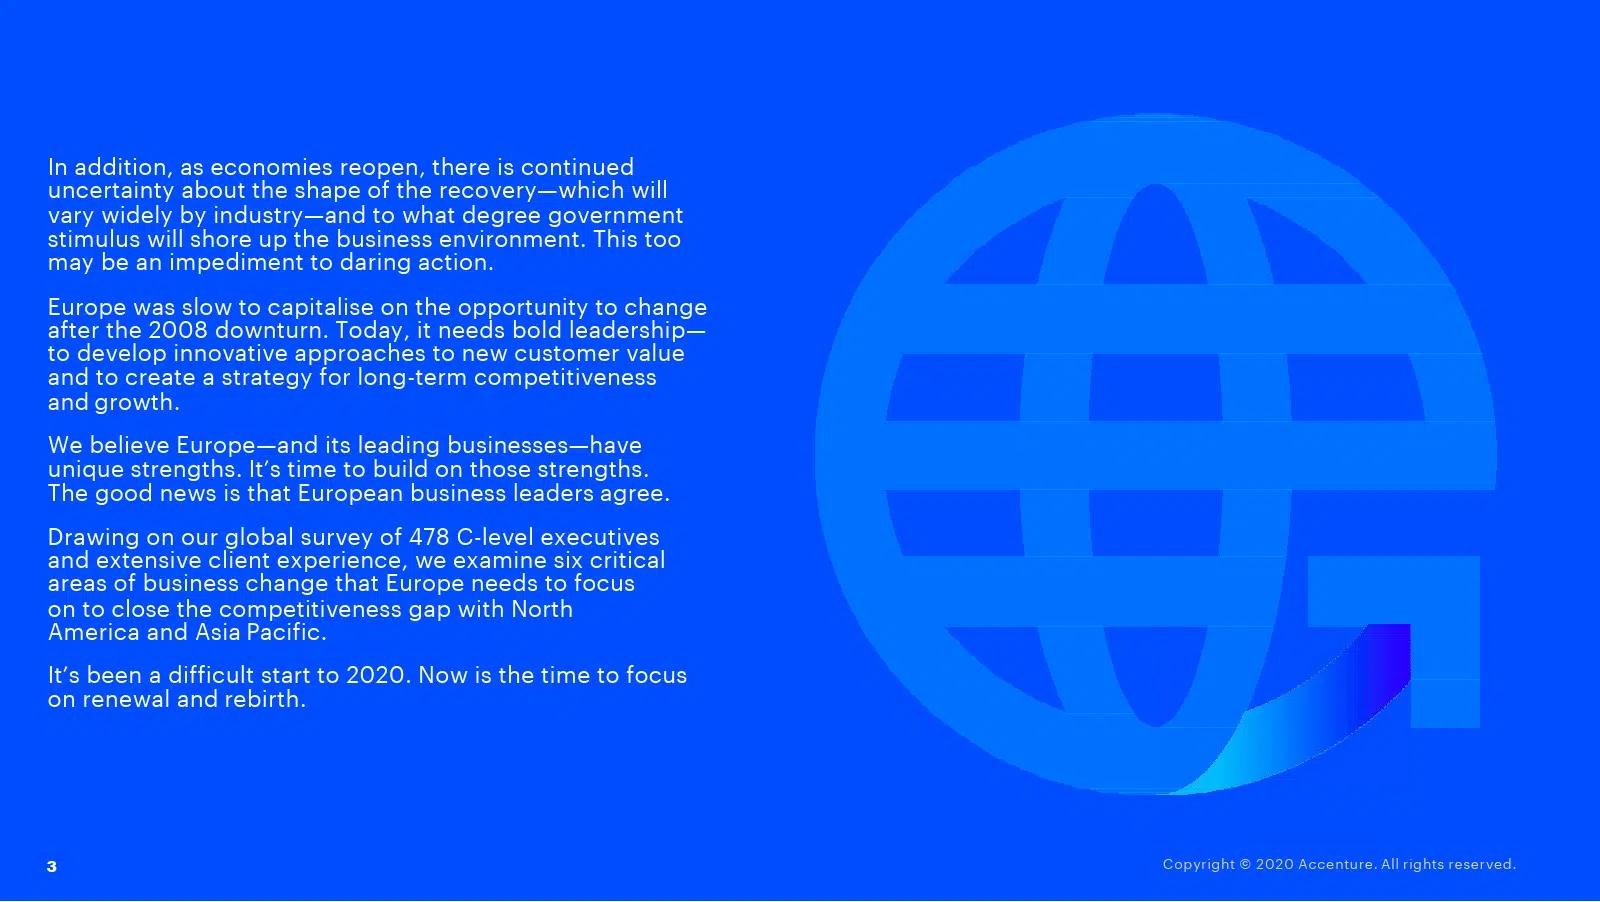 In addition, as economies reopen, there is continued
uncertainty about the shape of the recovery—which will
vary widely by industry—and to what degree government
stimulus will shore up the business environment. This too
may be an impediment to daring action.
Europe was slow to capitalise on the opportunity to change
after the 2008 downturn. Today, it needs bold leadership—
to develop innovative approaches to new customer value
and to create a strategy for long-term competitiveness
and growth.
We believe Europe—and its leading businesses—have
unique strengths. It’s time to build on those strengths.
The good news is that European business leaders agree.
Drawing on our global survey of 478 C-level executives
and extensive client experience, we examine six critical
areas of business change that Europe needs to focus
on to close the competitiveness gap with North
America and Asia Pacific.
It’s been a difficult start to 2020. Now is the time to focus
on renewal and rebirth.
3
Copyright © 2020 Accenture. All rights reserved.